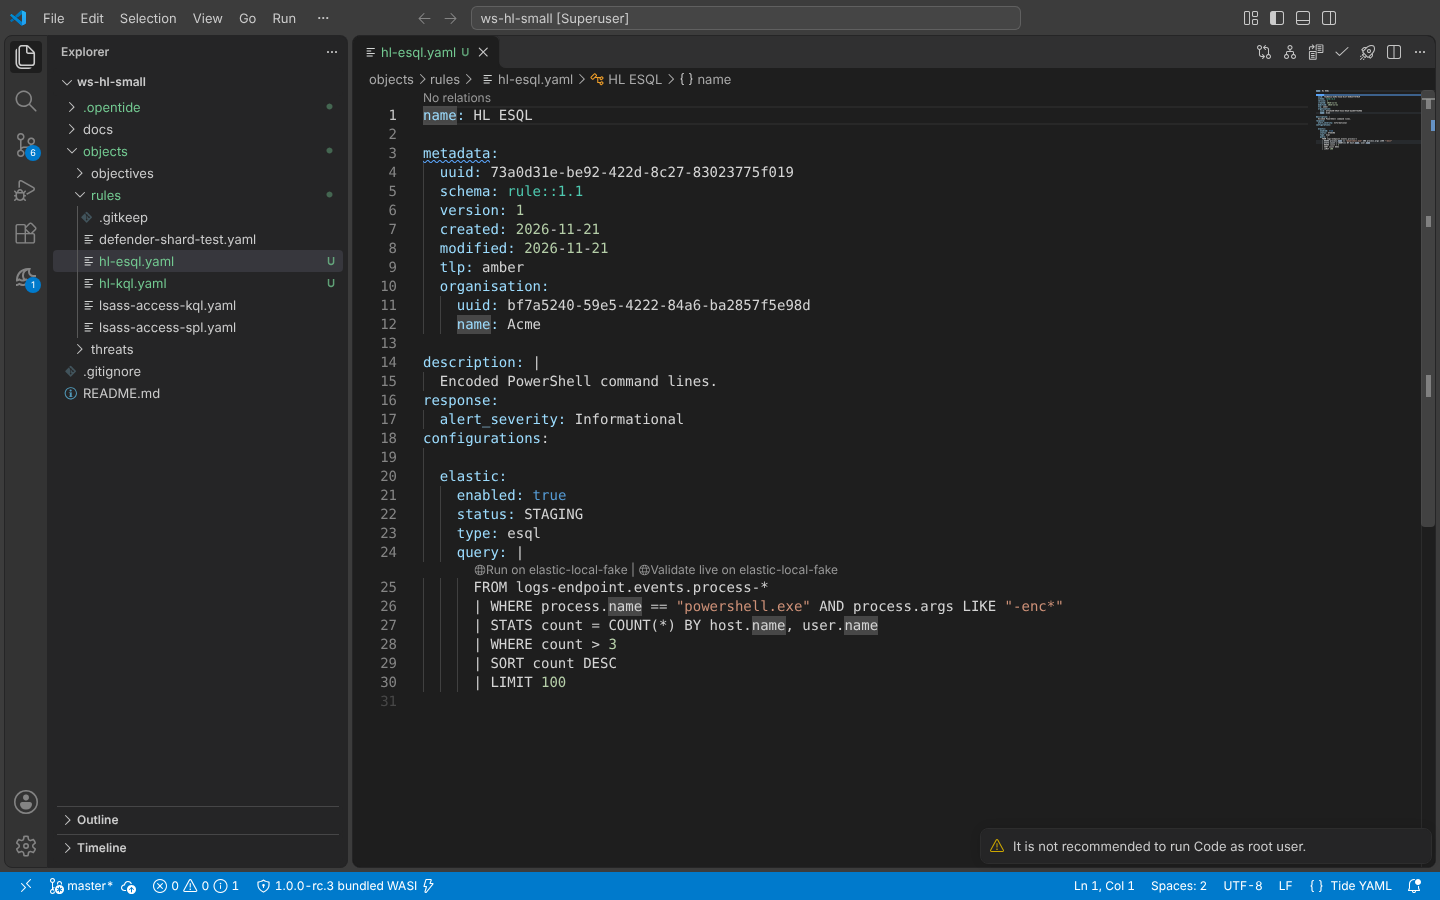 File Edit Selection View Go Run ···
ws-hl-small [Superuser]
Explorer
ws-hl-small
.opentide
docs
objects
objectives
rules
.gitkeep
defender-shard-test.yaml
hl-esql.yaml U
hl-kql.yaml U
lsass-access-kql.yaml
lsass-access-spl.yaml
threats
.gitignore
README.md
Outline
Timeline
6
1
hl-esql.yaml U
objects > rules > hl-esql.yaml > HL ESQL > { } name
No relations
1 name: HL ESQL
2
3 metadata:
4 uuid: 73a0d31e-be92-422d-8c27-83023775f019
5 schema: rule::1.1
6 version: 1
7 created: 2026-11-21
8 modified: 2026-11-21
9 tlp: amber
10 organisation:
11 uuid: bf7a5240-59e5-4222-84a6-ba2857f5e98d
12 name: Acme
13
14 description: |
15 Encoded PowerShell command lines.
16 response:
17 alert_severity: Informational
18 configurations:
19
20 elastic:
21 enabled: true
22 status: STAGING
23 type: esql
24 query: |
Run on elastic-local-fake | Validate live on elastic-local-fake
25 FROM logs-endpoint.events.process-*
26 | WHERE process.name == "powershell.exe" AND process.args LIKE "-enc*"
27 | STATS count = COUNT(*) BY host.name, user.name
28 | WHERE count > 3
29 | SORT count DESC
30 | LIMIT 100
31
It is not recommended to run Code as root user.
master* 0 0 1 1.0.0-rc.3 bundled WASI
Ln 1, Col 1 Spaces: 2 UTF-8 LF { } Tide YAML